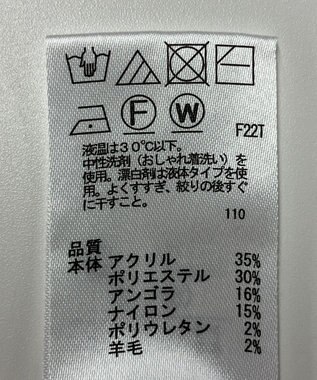 F W
F22T
液温は30℃以下。
中性洗剤（おしゃれ着洗い）を
使用。漂白剤は液体タイプを使
用。よくすすぎ、絞りの後すぐ
に干すこと。
110
品質
本体 アクリル 35%
ポリエステル 30%
アンゴラ 16%
ナイロン 15%
ポリウレタン 2%
羊毛 2%